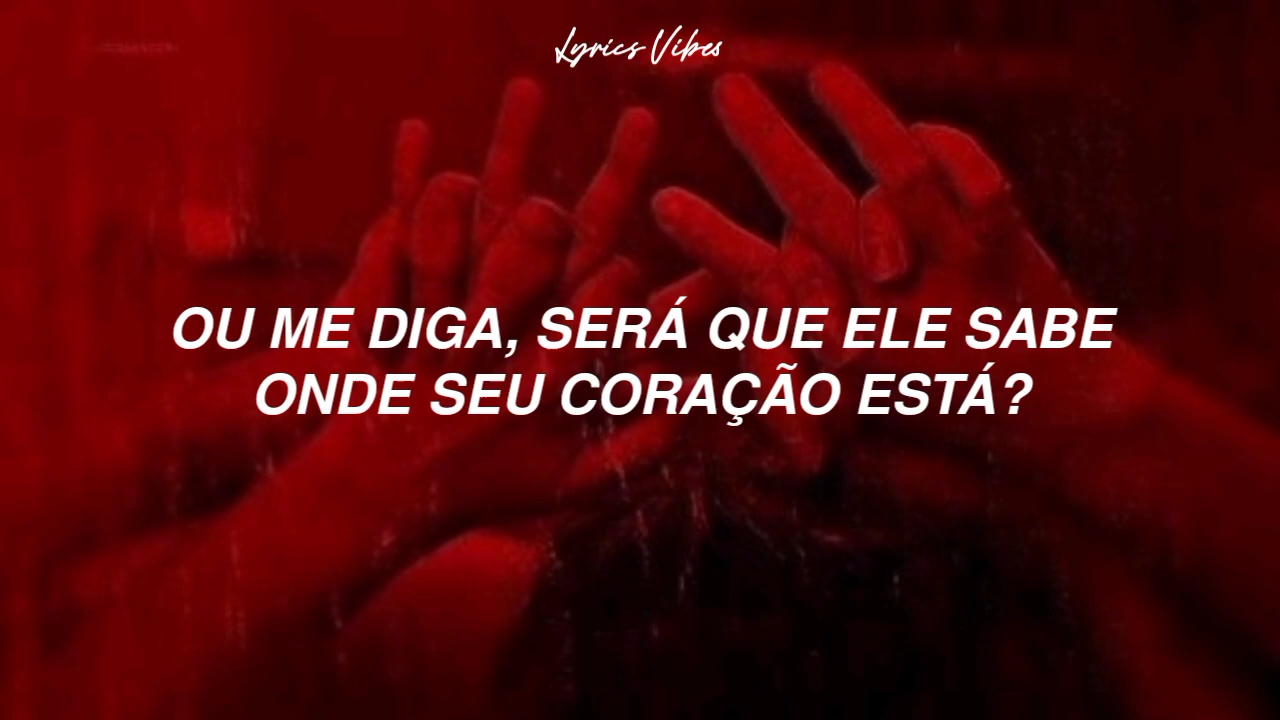 Lyrics Vibes
OU ME DIGA, SERÁ QUE ELE SABE
ONDE SEU CORAÇÃO ESTÁ?